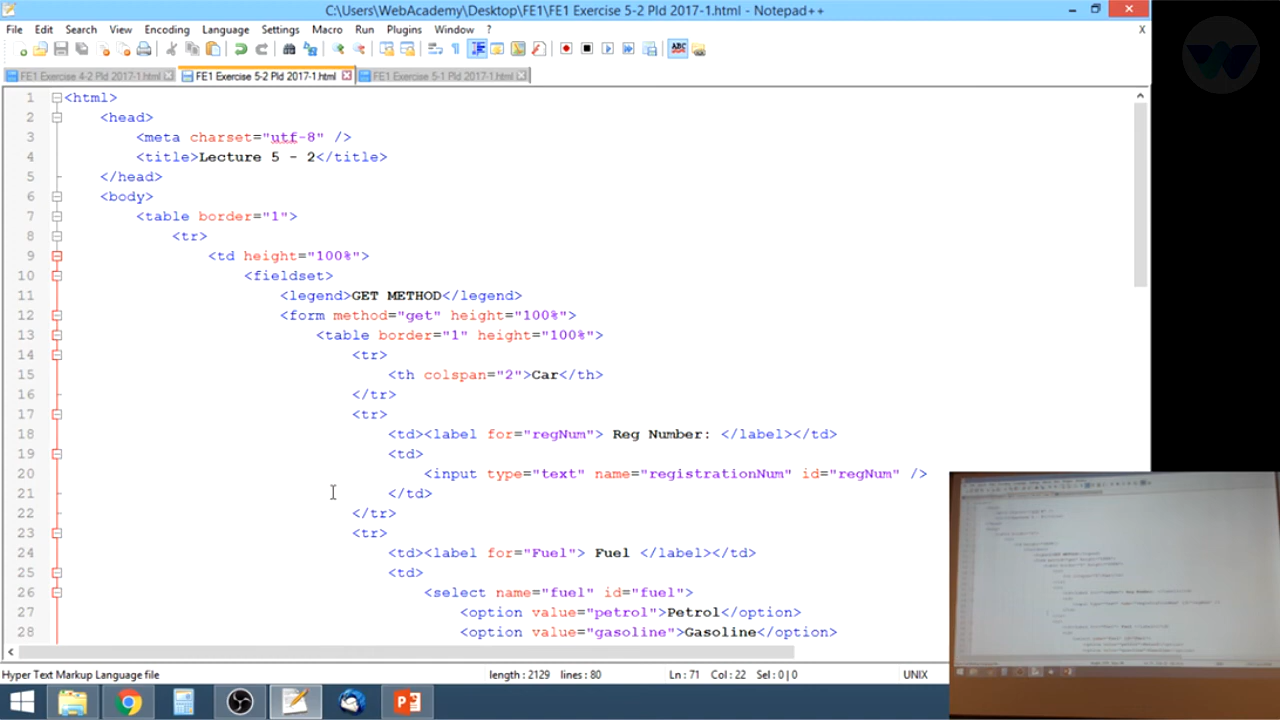 C:\Users\WebAcademy\Desktop\FE1\FE1 Exercise 5-2 Pld 2017-1.html - Notepad++
File Edit Search View Encoding Language Settings Macro Run Plugins Window ? X
FE1 Exercise 4-2 Pld 2017-1.html FE1 Exercise 5-2 Pld 2017-1.html FE1 Exercise 5-1 Pld 2017-1.html
1 <html>
2 <head>
3 <meta charset="utf-8" />
4 <title>Lecture 5 - 2</title>
5 </head>
6 <body>
7 <table border="1">
8 <tr>
9 <td height="100%">
10 <fieldset>
11 <legend>GET METHOD</legend>
12 <form method="get" height="100%">
13 <table border="1" height="100%">
14 <tr>
15 <th colspan="2">Car</th>
16 </tr>
17 <tr>
18 <td><label for="regNum"> Reg Number: </label></td>
19 <td>
20 <input type="text" name="registrationNum" id="regNum" />
21 </td>
22 </tr>
23 <tr>
24 <td><label for="Fuel"> Fuel </label></td>
25 <td>
26 <select name="fuel" id="fuel">
27 <option value="petrol">Petrol</option>
28 <option value="gasoline">Gasoline</option>
Hyper Text Markup Language file length : 2129 lines : 80 Ln : 71 Col : 22 Sel : 0 | 0 UNIX